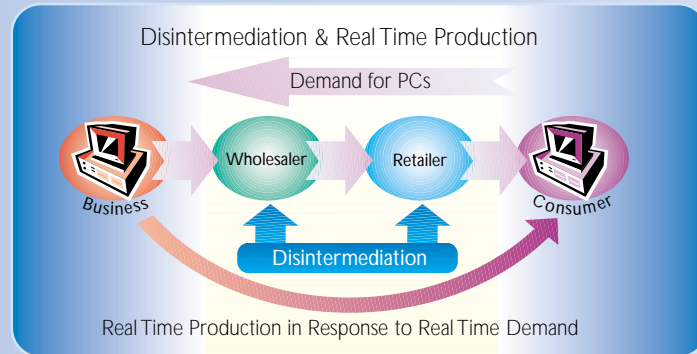 Disintermediation & Real Time Production
Demand for PCs
Business
Wholesaler
Retailer
Consumer
Disintermediation
Real Time Production in Response to Real Time Demand